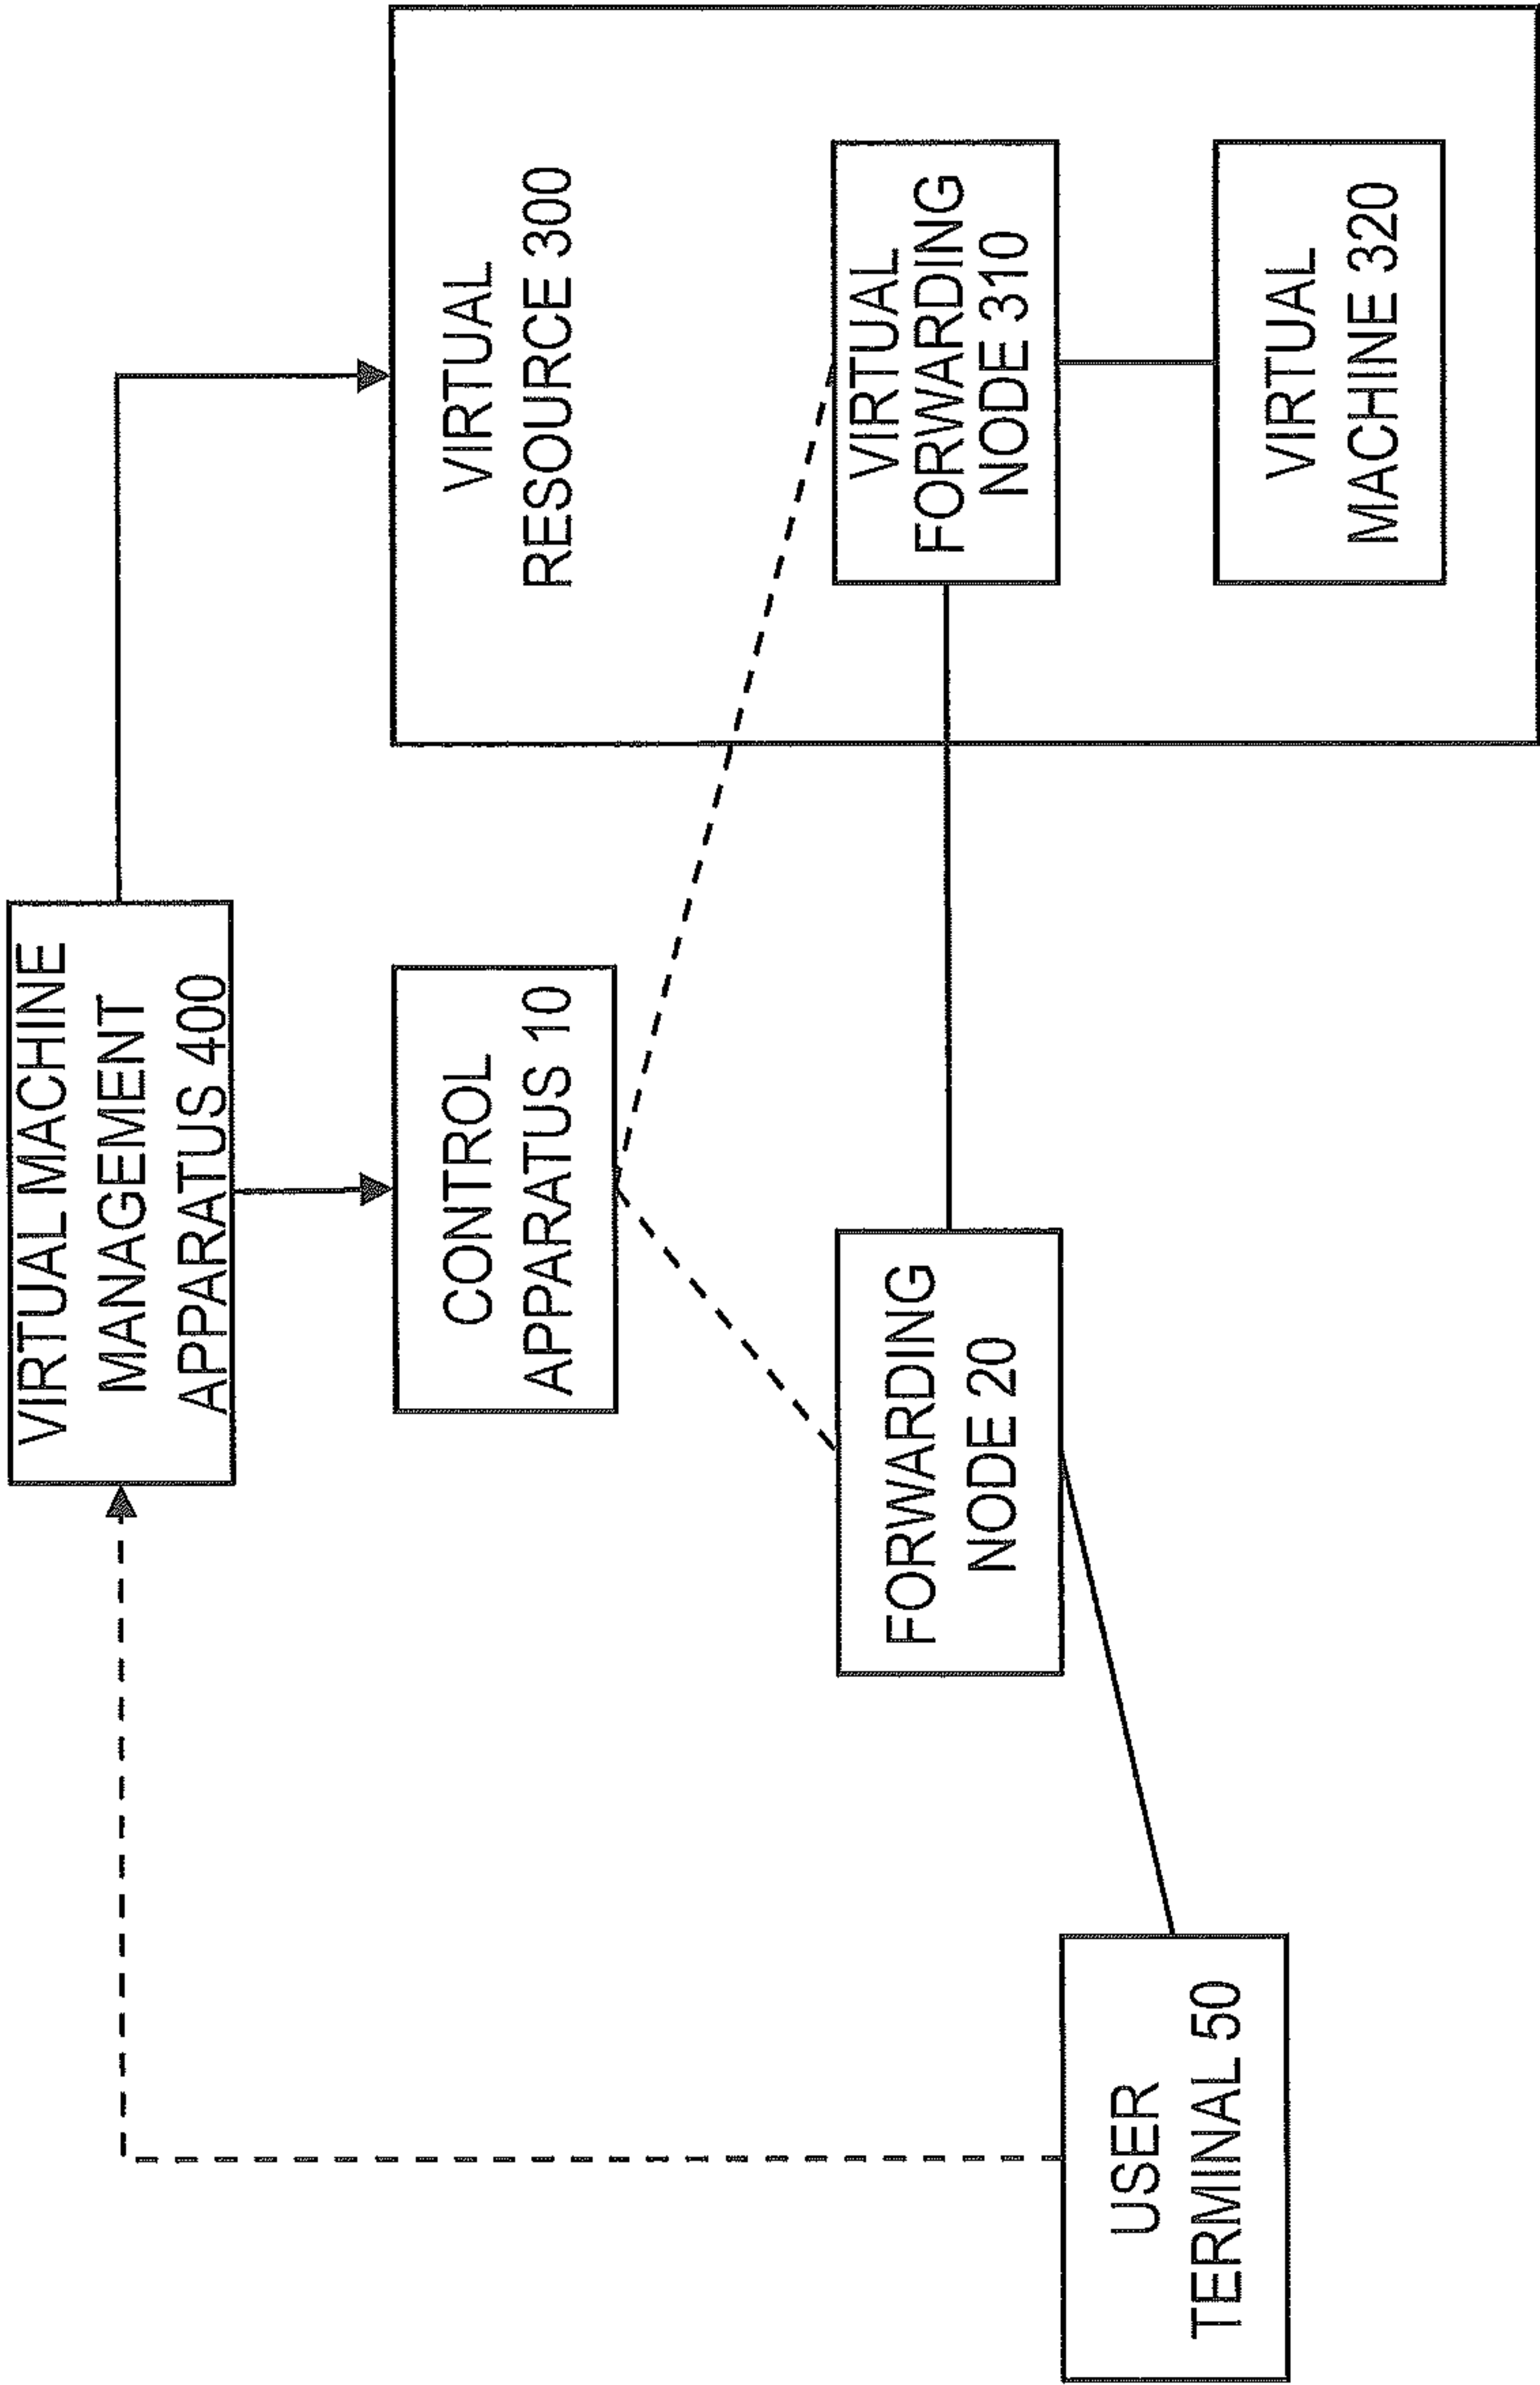 VIRTUAL MACHINE
MANAGEMENT
APPARATUS 400
CONTROL
APPARATUS 10
VIRTUAL
RESOURCE 300
USER
TERMINAL 50
FORWARDING
NODE 20
VIRTUAL
FORWARDING
NODE 310
VIRTUAL
MACHINE 320